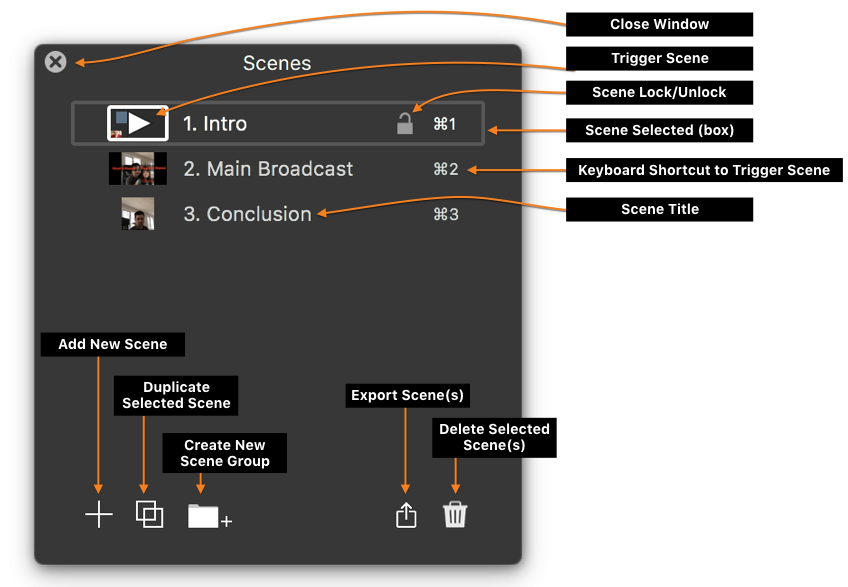 Close Window
Scenes
Trigger Scene
Scene Lock/Unlock
1. Intro
⌘1
Scene Selected (box)
2. Main Broadcast
⌘2
Keyboard Shortcut to Trigger Scene
3. Conclusion
⌘3
Scene Title
Add New Scene
Duplicate
Selected Scene
Export Scene(s)
Create New
Scene Group
Delete Selected
Scene(s)